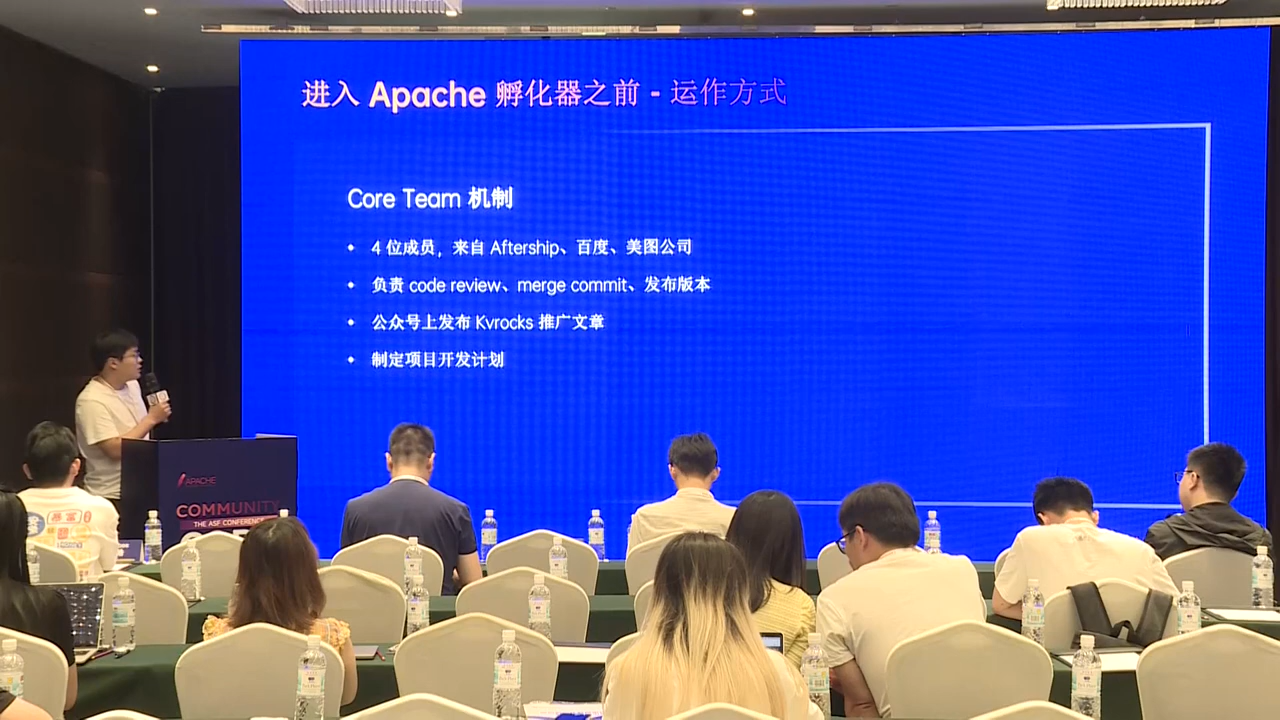 进入 Apache 孵化器之前 - 运作方式
Core Team 机制
4 位成员，来自 Aftership、百度、美图公司
负责 code review、merge commit、发布版本
公众号上发布 Kvrocks 推广文章
制定项目开发计划
APACHE
COMMUNITY
THE ASF CONFERENCE